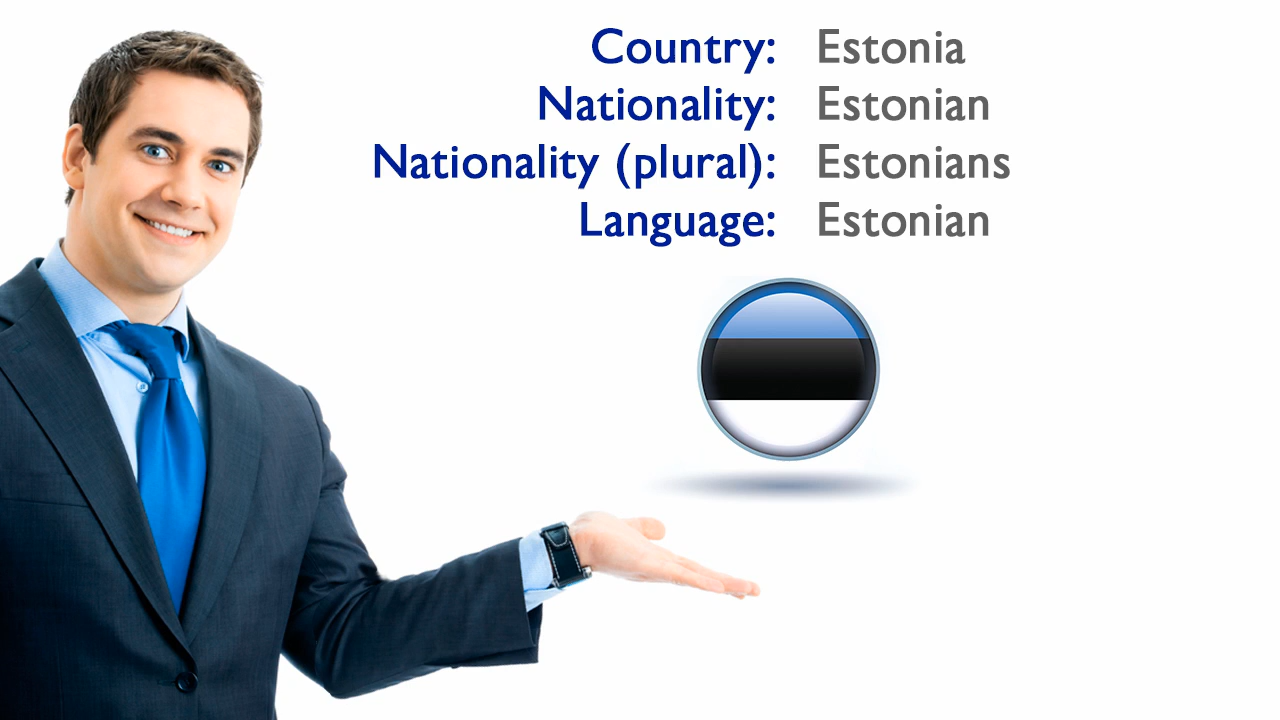 Country: Estonia
Nationality: Estonian
Nationality (plural): Estonians
Language: Estonian